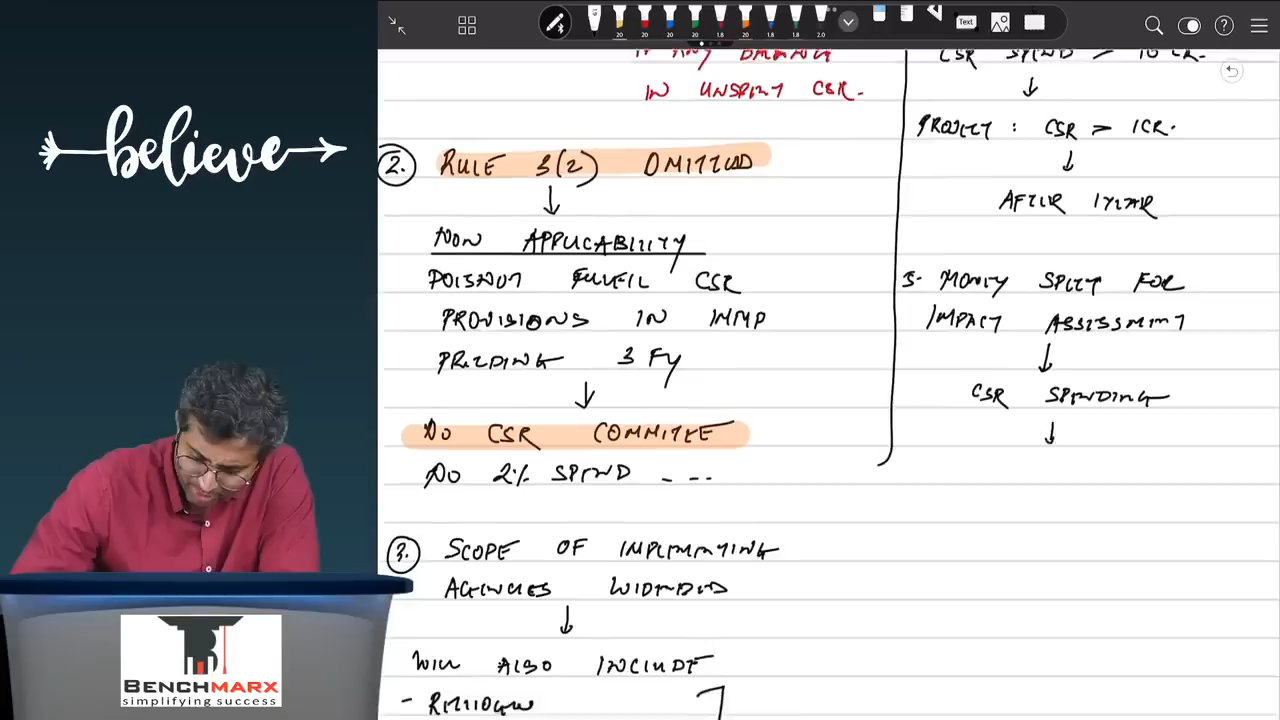 believe
BENCHMARX
simplifying success
Text
IN UNSPENT CSR.
2. RULE 3(2) OMITTED
NON APPLICABILITY
DOESNOT FULFIL CSR
PROVISIONS IN IMMD
PRECEDING 3 FY
NO CSR COMMITEE
NO 2% SPEND - --
3. SCOPE OF IMPLEMENTING
AGENCIES WIDENED
WILL ALSO INCLUDE
CSR SPEND > 10 CR.
PROJECT : CSR > 1CR.
AFTER 1YEAR
5- MONEY SPENT FOR
IMPACT ASSESSMENT
CSR SPENDING